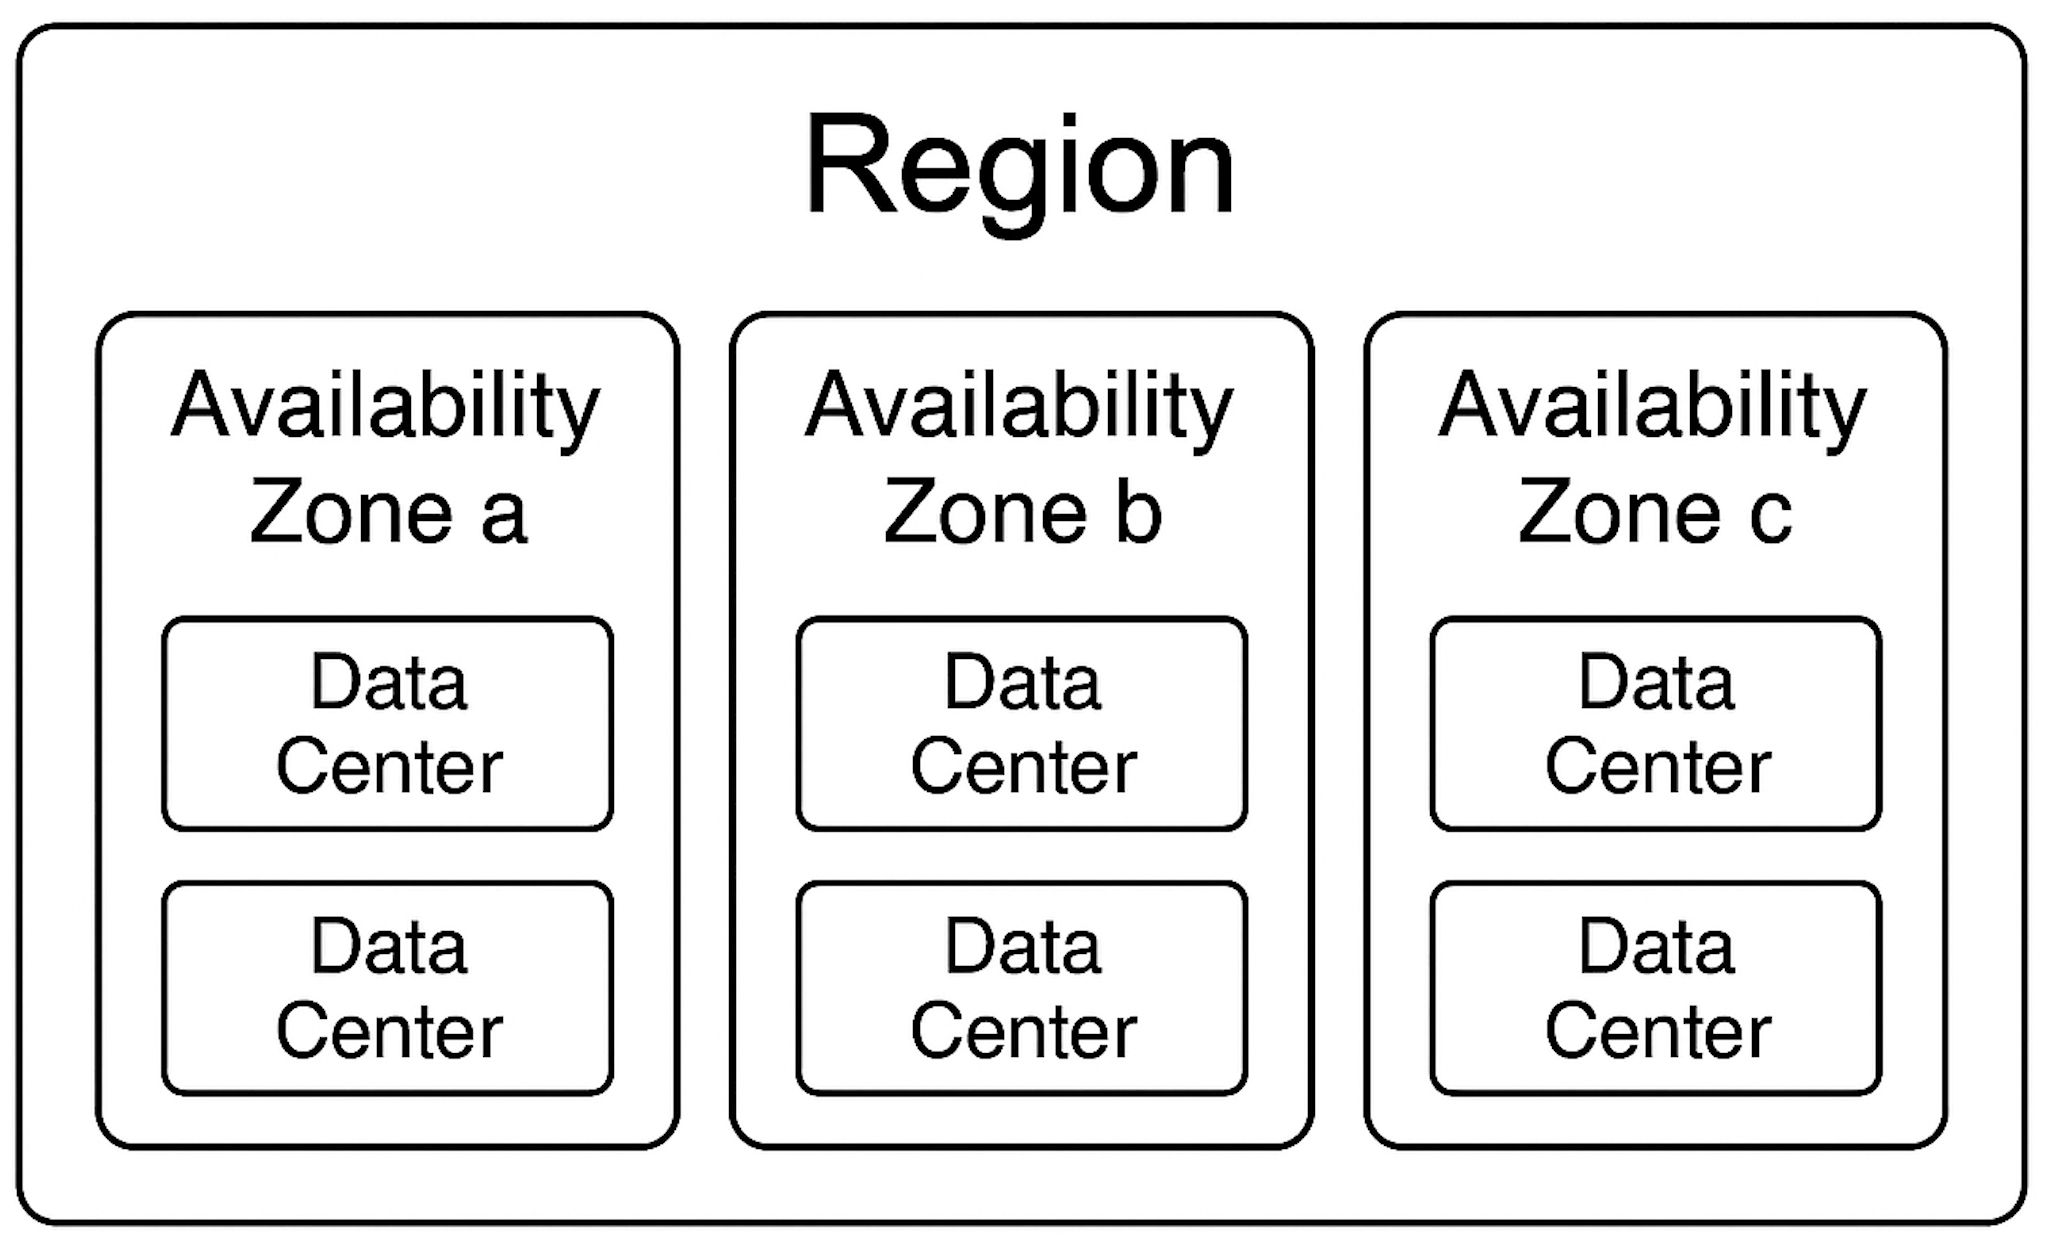 Region
Availability
Zone a
Data
Center
Data
Center
Availability
Zone b
Data
Center
Data
Center
Availability
Zone c
Data
Center
Data
Center